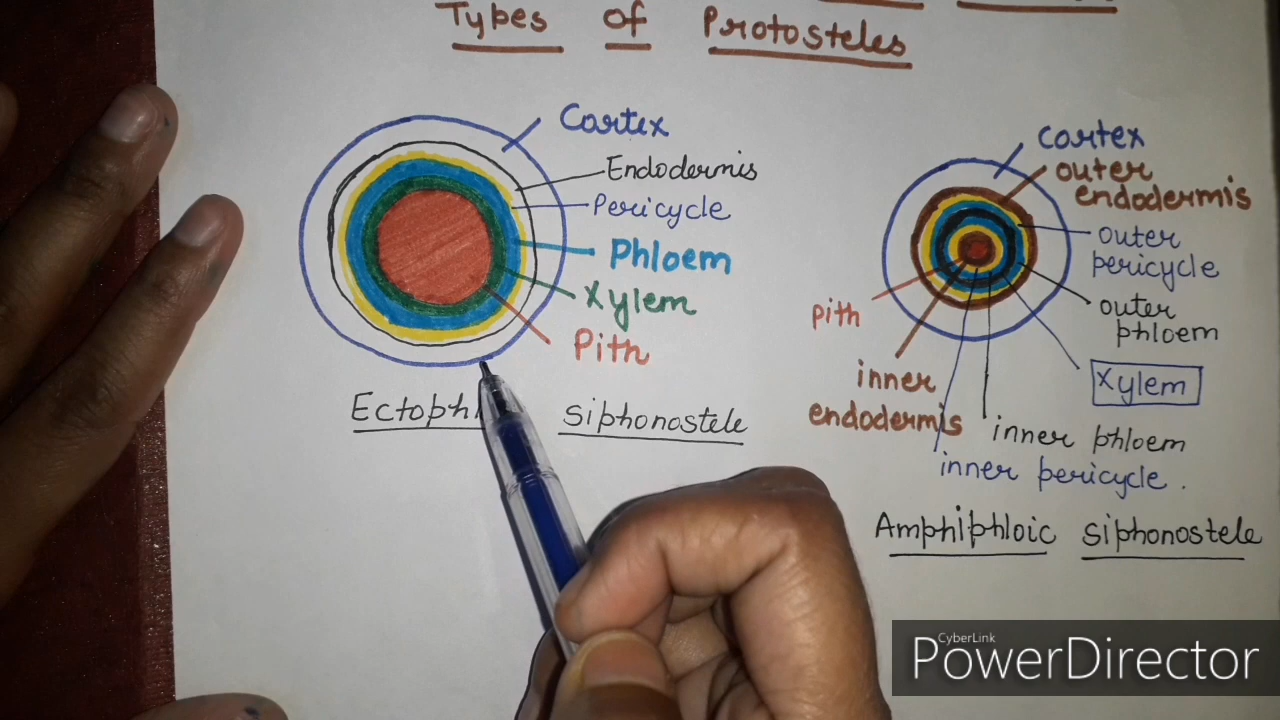 Types of Protosteles
Cortex
Endodermis
Pericycle
Phloem
Xylem
Pith
Ectophl
siphonostele
cortex
outer
endodermis
outer
pericycle
outer
phloem
Xylem
inner phloem
inner pericycle.
inner
endodermis
pith
Amphiphloic siphonostele
CyberLink
PowerDirector